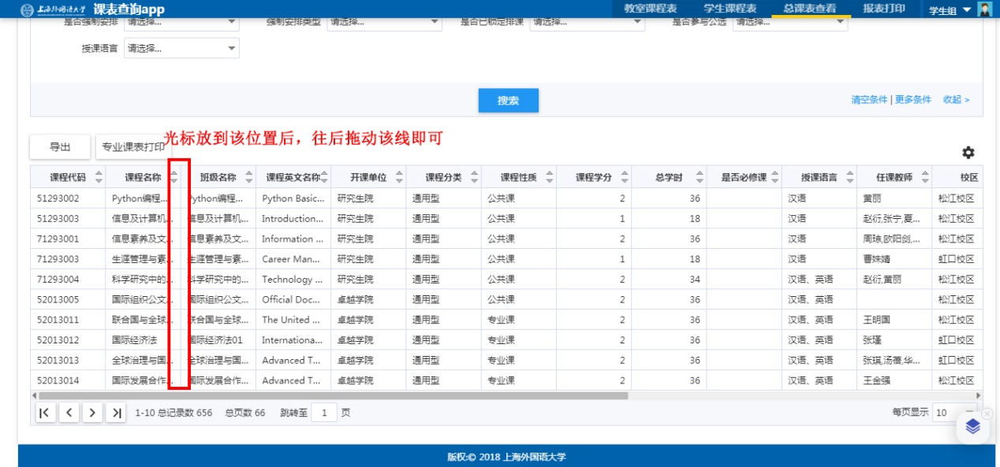 上海外国语大学 课表查询app 教室课程表 学生课程表 总课表查看 报表打印 学生组
是否强制安排 请选择... 强制安排类型 请选择... 是否已锁定排课 请选择... 是否参与公选 请选择...
授课语言 请选择...
搜索 清空条件 | 更多条件 收起 >
光标放到该位置后，往后拖动该线即可
导出 专业课表打印
课程代码 课程名称 班级名称 课程英文名称 开课单位 课程分类 课程性质 课程学分 总学时 是否必修课 授课语言 任课教师 校区
51293002 Python编程... Python编程... Python Basic... 研究生院 通用型 公共课 2 36 汉语 黄丽 松江校区
51293003 信息及计算机... 信息及计算机... Introduction... 研究生院 通用型 公共课 1 18 汉语 赵衍,张宁,夏... 松江校区
71293001 信息素养及文... 信息素养及文... Information ... 研究生院 通用型 公共课 2 36 汉语 周琼,欧阳剑,... 松江校区
71293003 生涯管理与素... 生涯管理与素... Career Man... 研究生院 通用型 公共课 1 18 汉语 曹姝婧 虹口校区
71293004 科学研究中的... 科学研究中的... Technology ... 研究生院 通用型 公共课 2 34 汉语、英语 赵衍,黄丽 松江校区
52013005 国际组织公文... 国际组织公文... Official Doc... 卓越学院 通用型 公共课 2 36 汉语、英语 松江校区
52013011 联合国与全球... 联合国与全球... The United ... 卓越学院 通用型 专业课 2 36 汉语、英语 王明国 松江校区
52013012 国际经济法 国际经济法01 Internationa... 卓越学院 通用型 专业课 2 36 汉语、英语 张瑾 虹口校区
52013013 全球治理与国... 全球治理与国... Advanced T... 卓越学院 通用型 专业课 2 36 汉语、英语 张琪,汤蓓,华... 虹口校区
52013014 国际发展合作... 国际发展合作... Advanced T... 卓越学院 通用型 专业课 2 36 汉语、英语 王金强 松江校区
1-10 总记录数 656 总页数 66 跳转至 1 页 每页显示 10
版权:© 2018 上海外国语大学